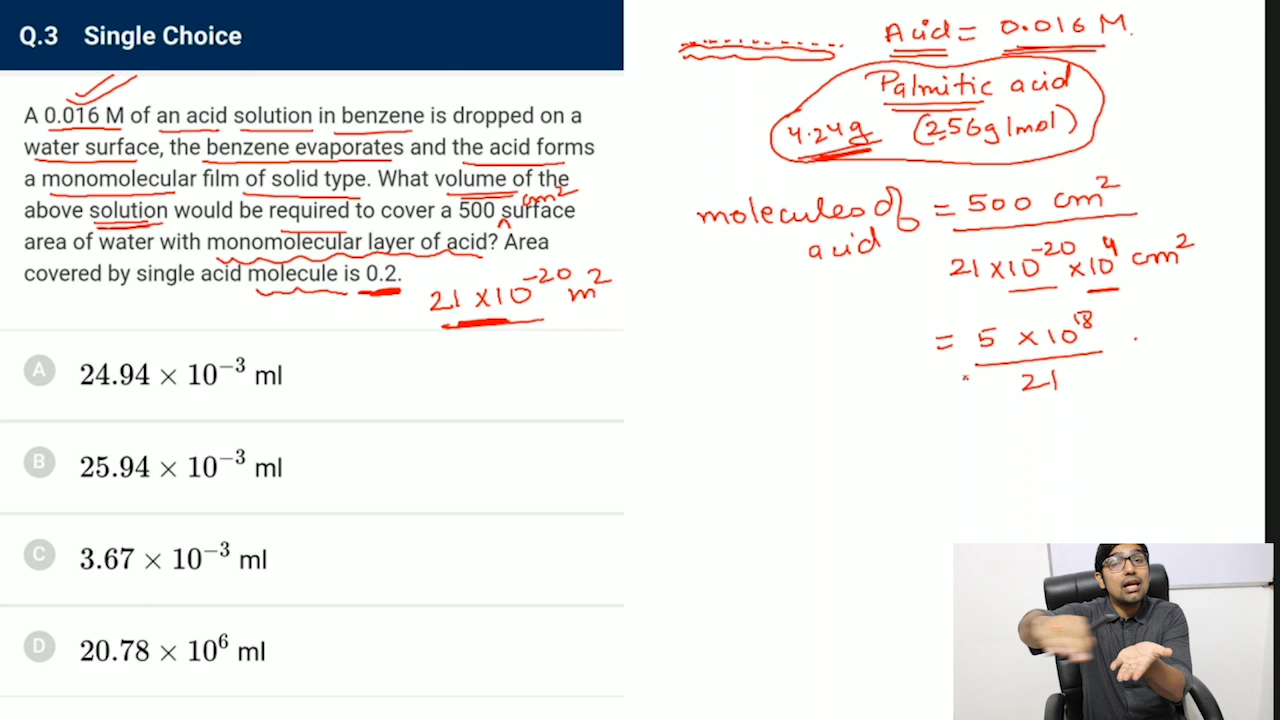 Q.3 Single Choice
A 0.016 M of an acid solution in benzene is dropped on a
water surface, the benzene evaporates and the acid forms
a monomolecular film of solid type. What volume of the
cm²
above solution would be required to cover a 500 surface
area of water with monomolecular layer of acid? Area
covered by single acid molecule is 0.2.
21 × 10⁻²⁰ m²
A 24.94 × 10⁻³ ml
B 25.94 × 10⁻³ ml
C 3.67 × 10⁻³ ml
D 20.78 × 10⁶ ml
Acid = 0.016 M.
Palmitic acid
4.24g (256g/mol)
molecules of = 500 cm²
acid
21 × 10⁻²⁰ × 10⁴ cm²
= 5 × 10¹⁸
21